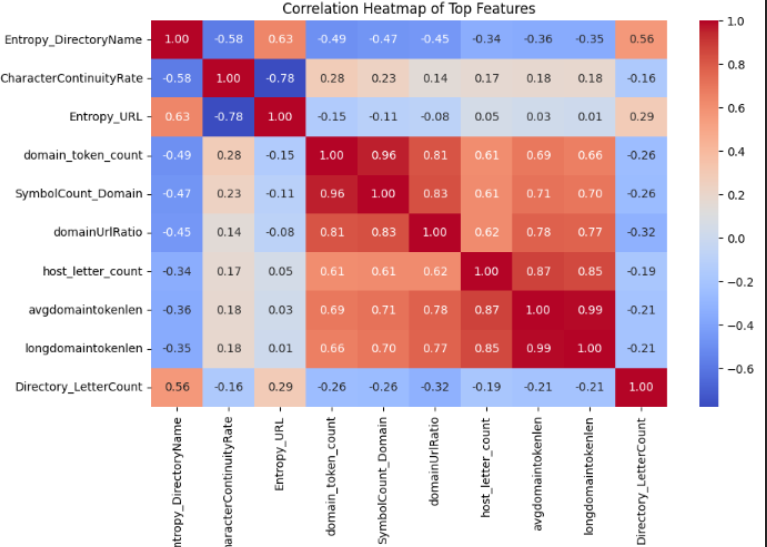 Correlation Heatmap of Top Features
Entropy_DirectoryName 1.00 -0.58 0.63 -0.49 -0.47 -0.45 -0.34 -0.36 -0.35 0.56
CharacterContinuityRate -0.58 1.00 -0.78 0.28 0.23 0.14 0.17 0.18 0.18 -0.16
Entropy_URL 0.63 -0.78 1.00 -0.15 -0.11 -0.08 0.05 0.03 0.01 0.29
domain_token_count -0.49 0.28 -0.15 1.00 0.96 0.81 0.61 0.69 0.66 -0.26
SymbolCount_Domain -0.47 0.23 -0.11 0.96 1.00 0.83 0.61 0.71 0.70 -0.26
domainUrlRatio -0.45 0.14 -0.08 0.81 0.83 1.00 0.62 0.78 0.77 -0.32
host_letter_count -0.34 0.17 0.05 0.61 0.61 0.62 1.00 0.87 0.85 -0.19
avgdomaintokenlen -0.36 0.18 0.03 0.69 0.71 0.78 0.87 1.00 0.99 -0.21
longdomaintokenlen -0.35 0.18 0.01 0.66 0.70 0.77 0.85 0.99 1.00 -0.21
Directory_LetterCount 0.56 -0.16 0.29 -0.26 -0.26 -0.32 -0.19 -0.21 -0.21 1.00
ntropy_DirectoryName
haracterContinuityRate
Entropy_URL
domain_token_count
SymbolCount_Domain
domainUrlRatio
host_letter_count
avgdomaintokenlen
longdomaintokenlen
Directory_LetterCount
1.0
0.8
0.6
0.4
0.2
0.0
−0.2
−0.4
−0.6